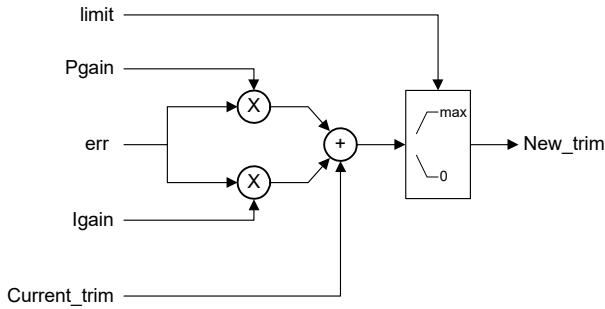 limit
Pgain
X
max
err
+
New_trim
0
X
Igain
Current_trim